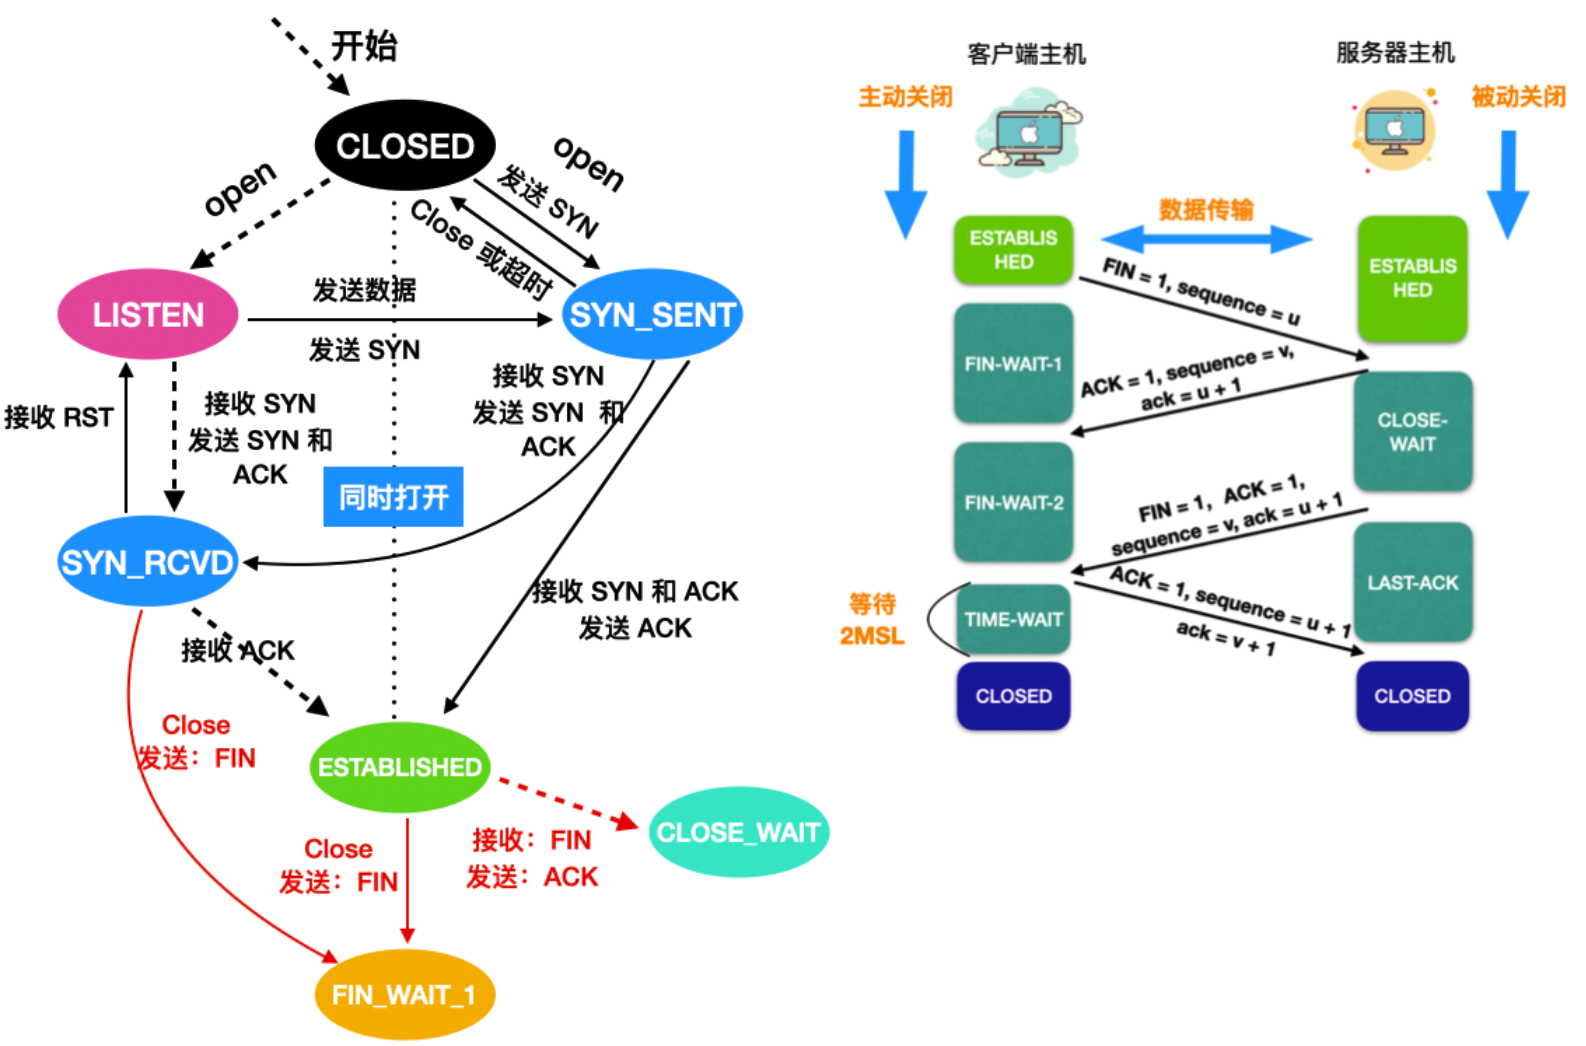 开始
CLOSED
open
open
发送 SYN
Close 或超时
LISTEN
发送数据
发送 SYN
SYN_SENT
接收 RST
接收 SYN
发送 SYN 和
ACK
接收 SYN
发送 SYN 和
ACK
同时打开
SYN_RCVD
接收 ACK
接收 SYN 和 ACK
发送 ACK
Close
发送：FIN
ESTABLISHED
Close
发送：FIN
接收：FIN
发送：ACK
CLOSE_WAIT
FIN_WAIT_1
客户端主机
服务器主机
主动关闭
被动关闭
数据传输
ESTABLIS
HED
ESTABLIS
HED
FIN = 1, sequence = u
FIN-WAIT-1
ACK = 1, sequence = v,
ack = u + 1
CLOSE-
WAIT
FIN-WAIT-2
FIN = 1, ACK = 1,
sequence = v, ack = u + 1
LAST-ACK
等待
2MSL
TIME-WAIT
ACK = 1, sequence = u + 1
ack = v + 1
CLOSED
CLOSED